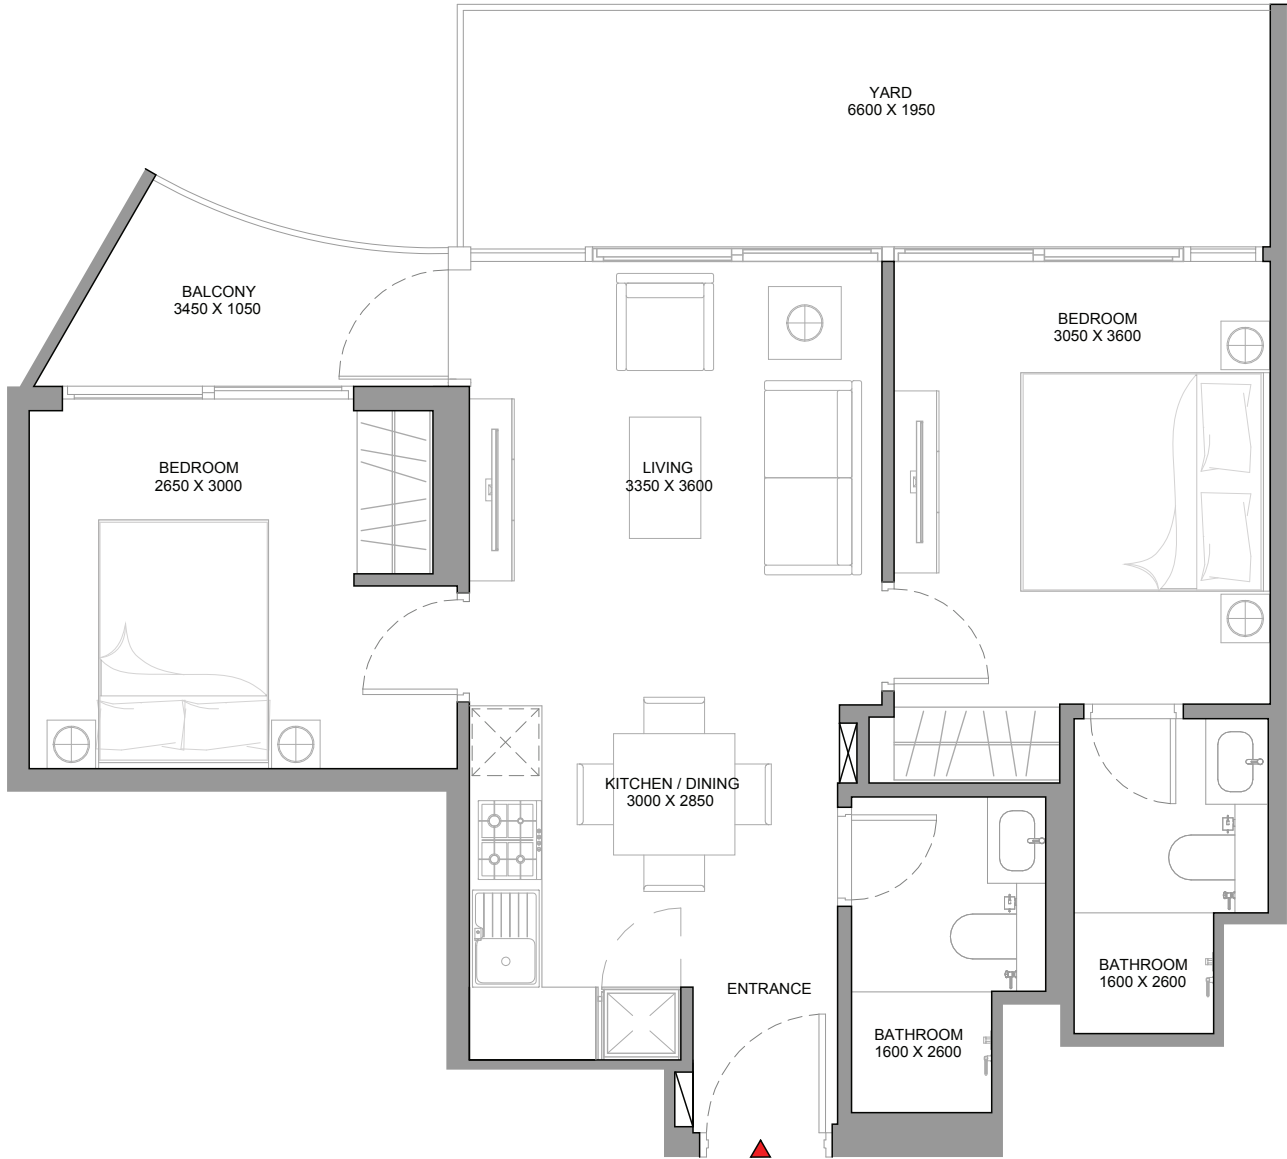 YARD
6600 X 1950
BALCONY
3450 X 1050
BEDROOM
3050 X 3600
BEDROOM
2650 X 3000
LIVING
3350 X 3600
KITCHEN / DINING
3000 X 2850
BATHROOM
1600 X 2600
ENTRANCE
BATHROOM
1600 X 2600